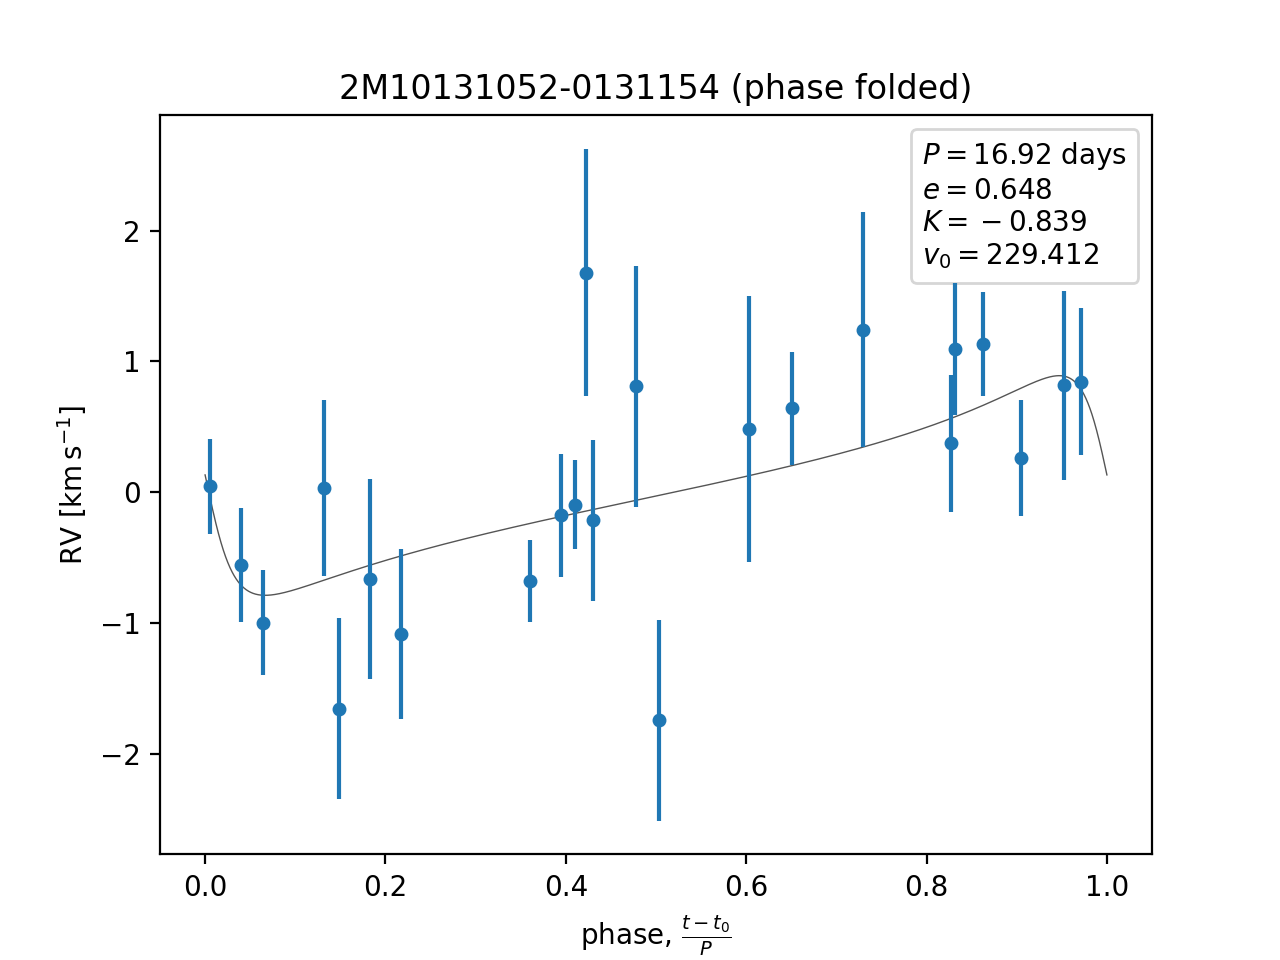 2M10131052-0131154 (phase folded)
P = 16.92 days
e = 0.648
K = −0.839
v₀ = 229.412
RV [km s⁻¹]
2
1
0
−1
−2
0.0 0.2 0.4 0.6 0.8 1.0
phase, (t − t₀)/P